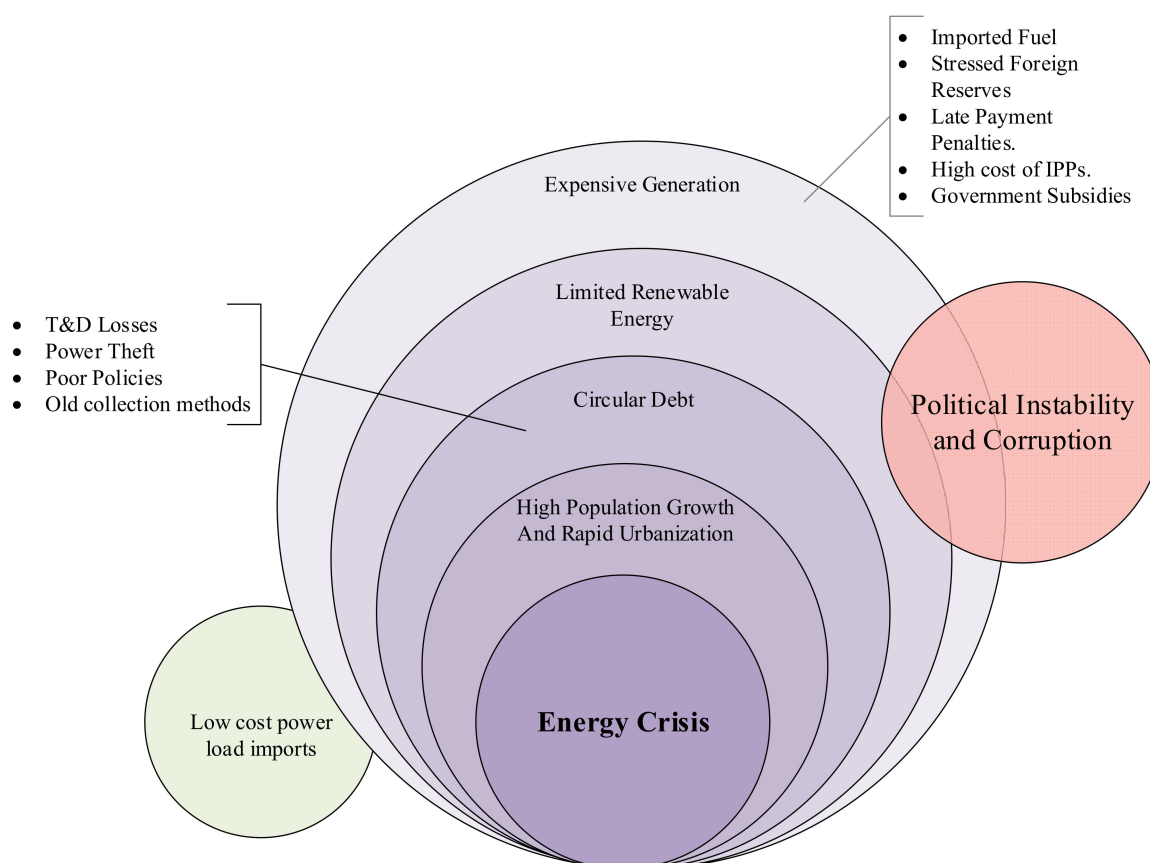 • Imported Fuel
• Stressed Foreign
Reserves
• Late Payment
Penalties.
• High cost of IPPs.
• Government Subsidies
Expensive Generation
Limited Renewable
Energy
• T&D Losses
• Power Theft
• Poor Policies
• Old collection methods
Circular Debt
Political Instability
and Corruption
High Population Growth
And Rapid Urbanization
Low cost power
load imports
Energy Crisis